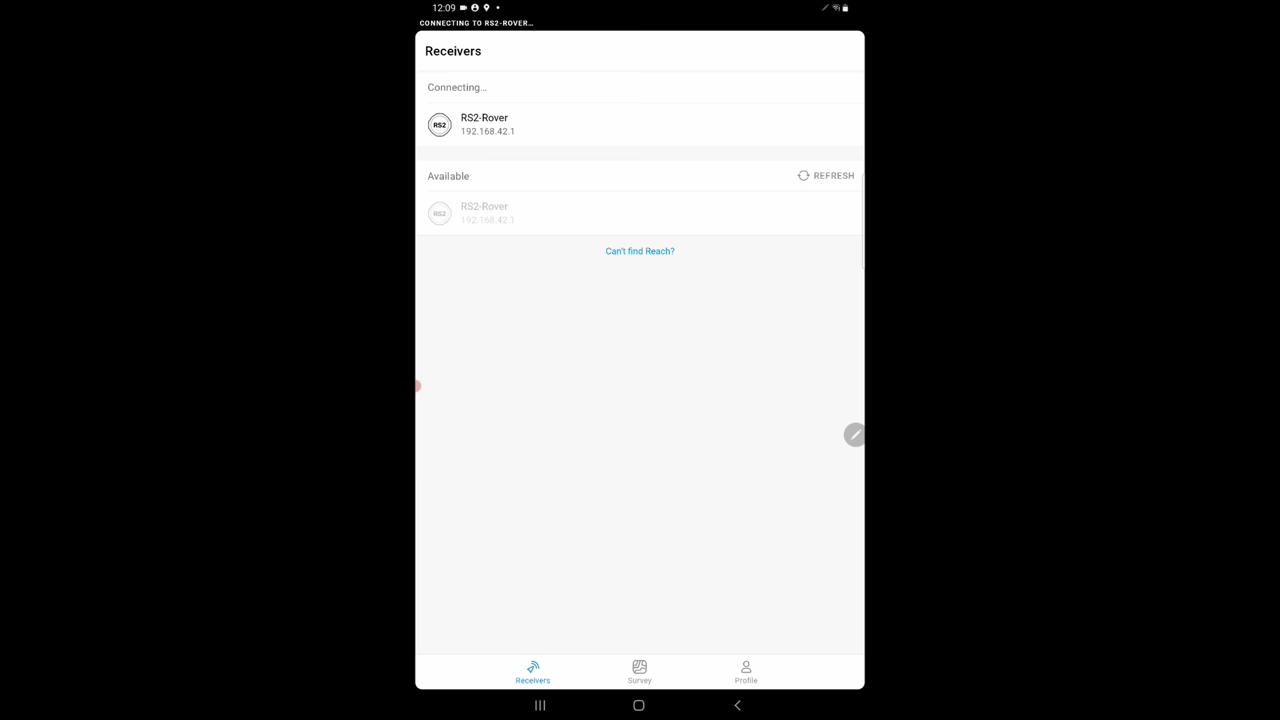 12:09
CONNECTING TO RS2-ROVER...
Receivers
Connecting...
RS2
RS2-Rover
192.168.42.1
Available
REFRESH
RS2
RS2-Rover
192.168.42.1
Can't find Reach?
Receivers
Survey
Profile